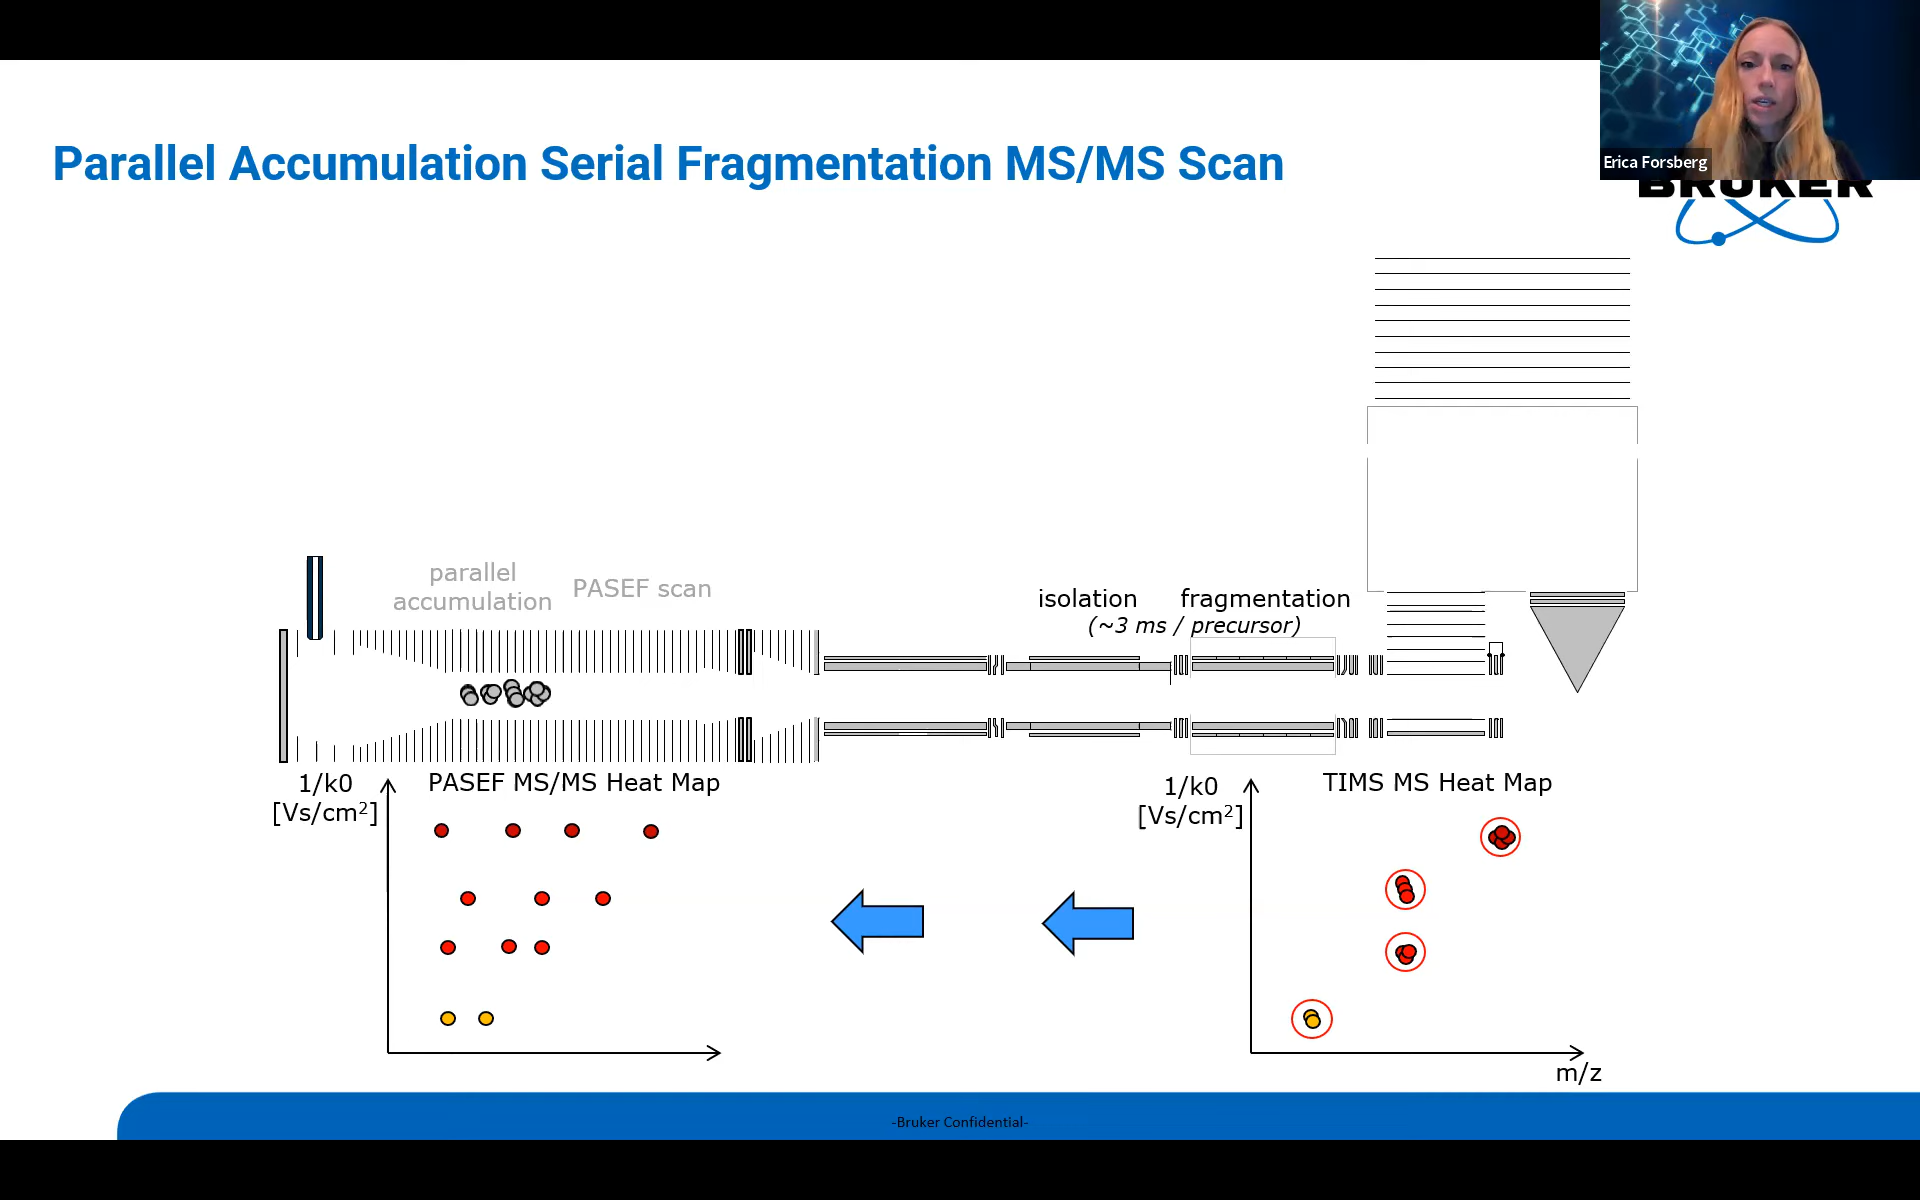 Erica Forsberg
Parallel Accumulation Serial Fragmentation MS/MS Scan
BRUKER
parallel
accumulation
PASEF scan
isolation
fragmentation
(~3 ms / precursor)
1/k0
[Vs/cm²]
PASEF MS/MS Heat Map
1/k0
[Vs/cm²]
TIMS MS Heat Map
m/z
-Bruker Confidential-